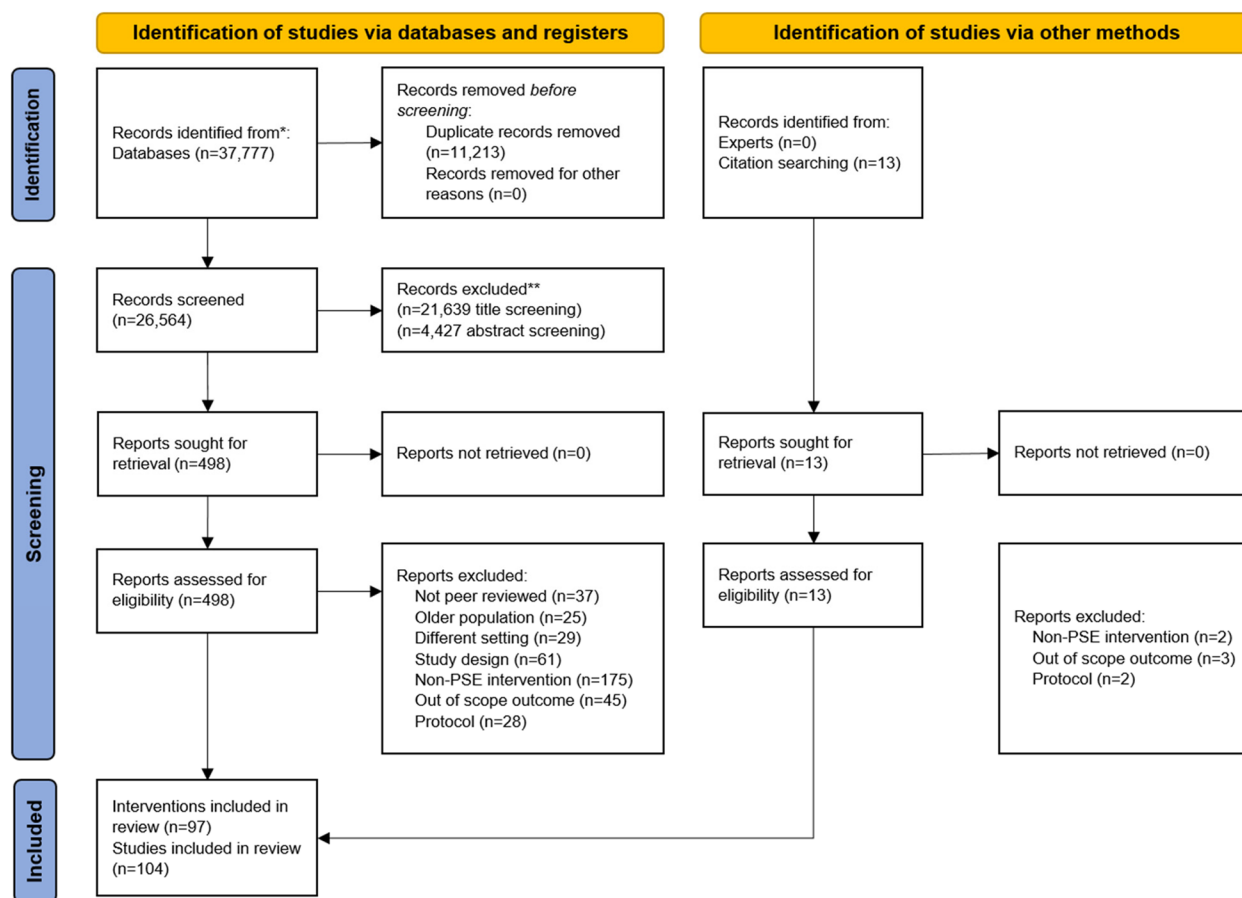 Identification of studies via databases and registers
Identification of studies via other methods
Identification
Records identified from*:
Databases (n=37,777)
Records removed before
screening:
Duplicate records removed
(n=11,213)
Records removed for other
reasons (n=0)
Records identified from:
Experts (n=0)
Citation searching (n=13)
Screening
Records screened
(n=26,564)
Records excluded**
(n=21,639 title screening)
(n=4,427 abstract screening)
Reports sought for
retrieval (n=498)
Reports not retrieved (n=0)
Reports sought for
retrieval (n=13)
Reports not retrieved (n=0)
Reports assessed for
eligibility (n=498)
Reports excluded:
Not peer reviewed (n=37)
Older population (n=25)
Different setting (n=29)
Study design (n=61)
Non-PSE intervention (n=175)
Out of scope outcome (n=45)
Protocol (n=28)
Reports assessed for
eligibility (n=13)
Reports excluded:
Non-PSE intervention (n=2)
Out of scope outcome (n=3)
Protocol (n=2)
Included
Interventions included in
review (n=97)
Studies included in review
(n=104)